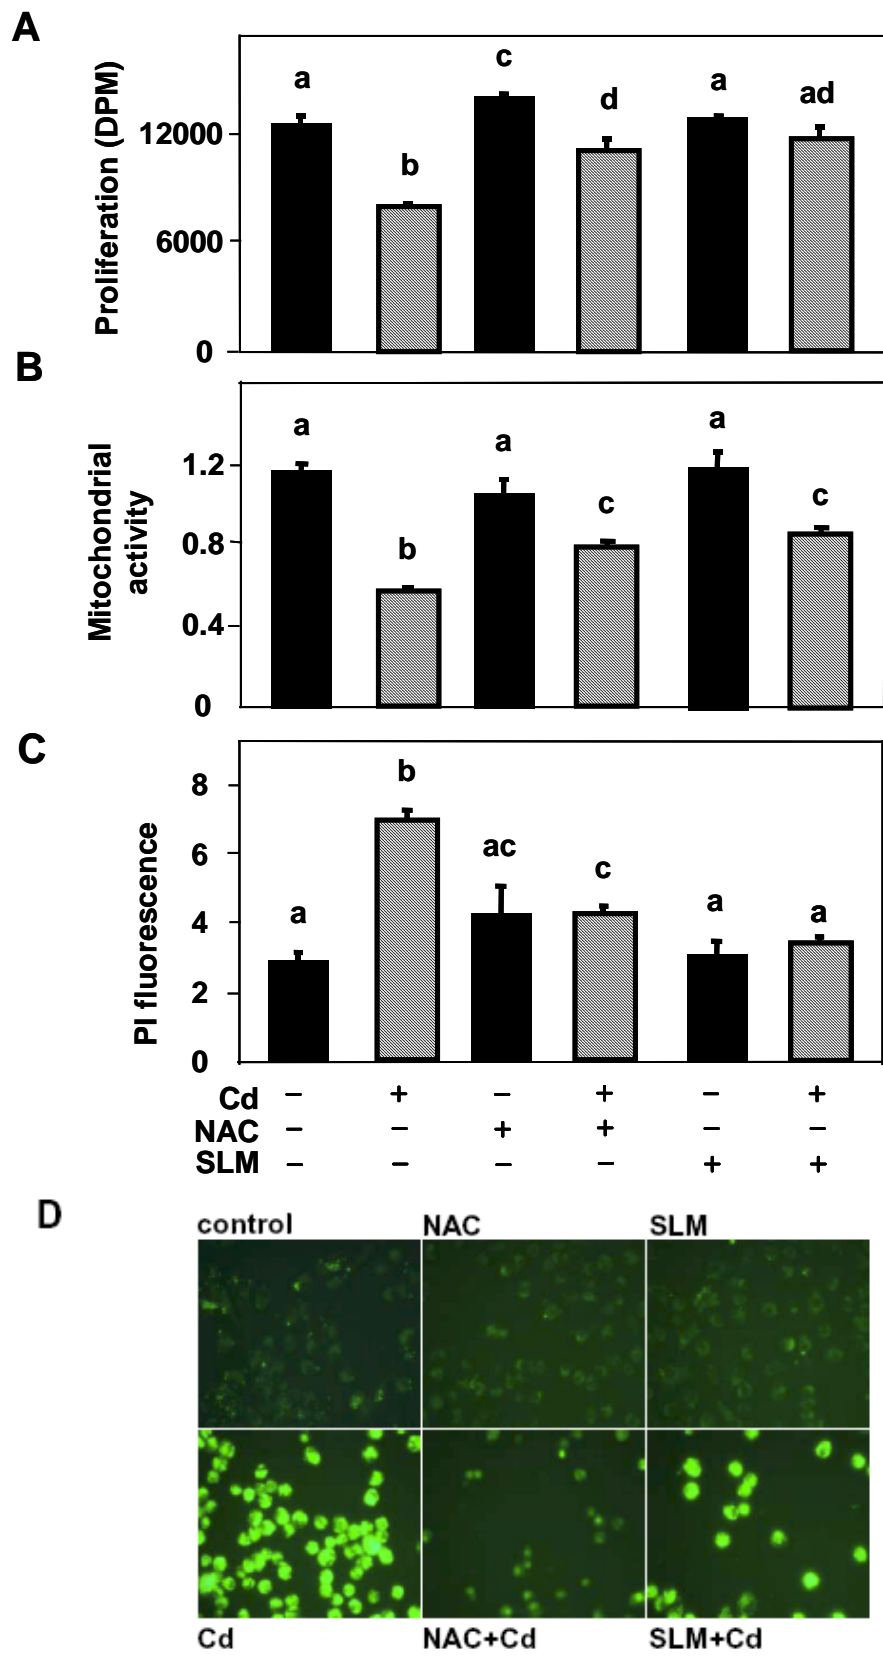 A
Proliferation (DPM)
12000
6000
0
a
b
c
d
a
ad
B
Mitochondrial
activity
1.2
0.8
0.4
0
a
b
a
c
a
c
C
PI fluorescence
8
6
4
2
0
a
b
ac
c
a
a
Cd – + – + – +
NAC – – + + – –
SLM – – – – + +
D
control NAC SLM
Cd NAC+Cd SLM+Cd